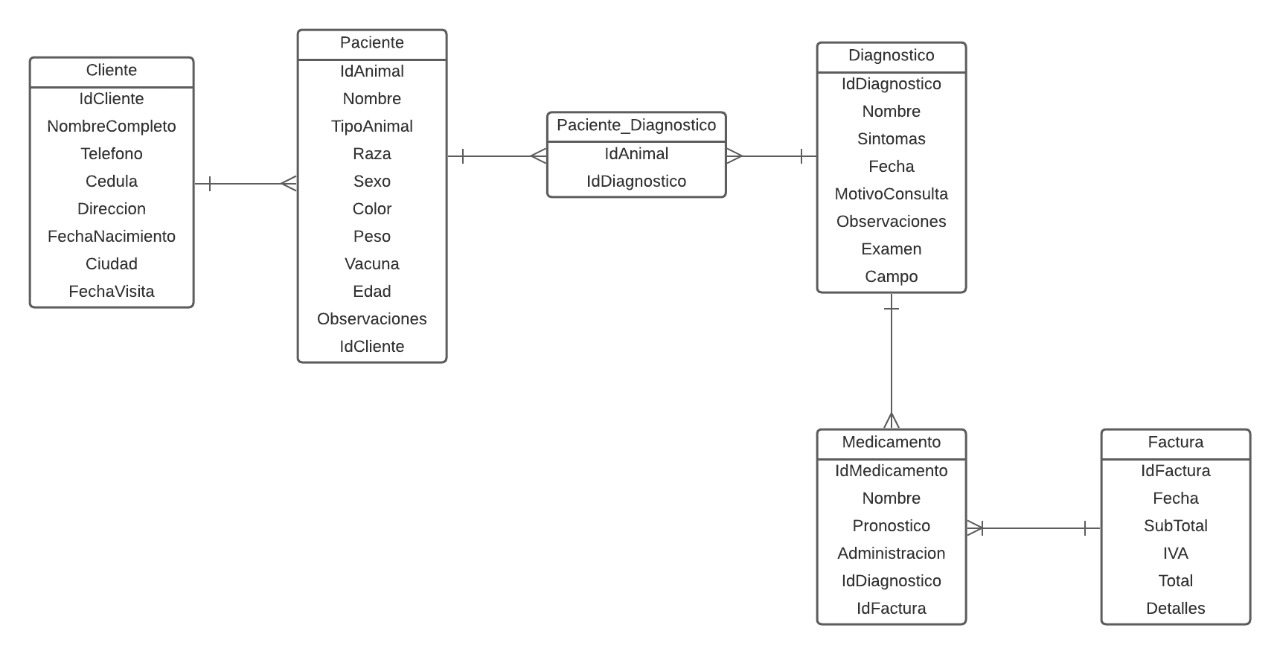 Cliente
IdCliente
NombreCompleto
Telefono
Cedula
Direccion
FechaNacimiento
Ciudad
FechaVisita
Paciente
IdAnimal
Nombre
TipoAnimal
Raza
Sexo
Color
Peso
Vacuna
Edad
Observaciones
IdCliente
Paciente_Diagnostico
IdAnimal
IdDiagnostico
Diagnostico
IdDiagnostico
Nombre
Sintomas
Fecha
MotivoConsulta
Observaciones
Examen
Campo
Medicamento
IdMedicamento
Nombre
Pronostico
Administracion
IdDiagnostico
IdFactura
Factura
IdFactura
Fecha
SubTotal
IVA
Total
Detalles